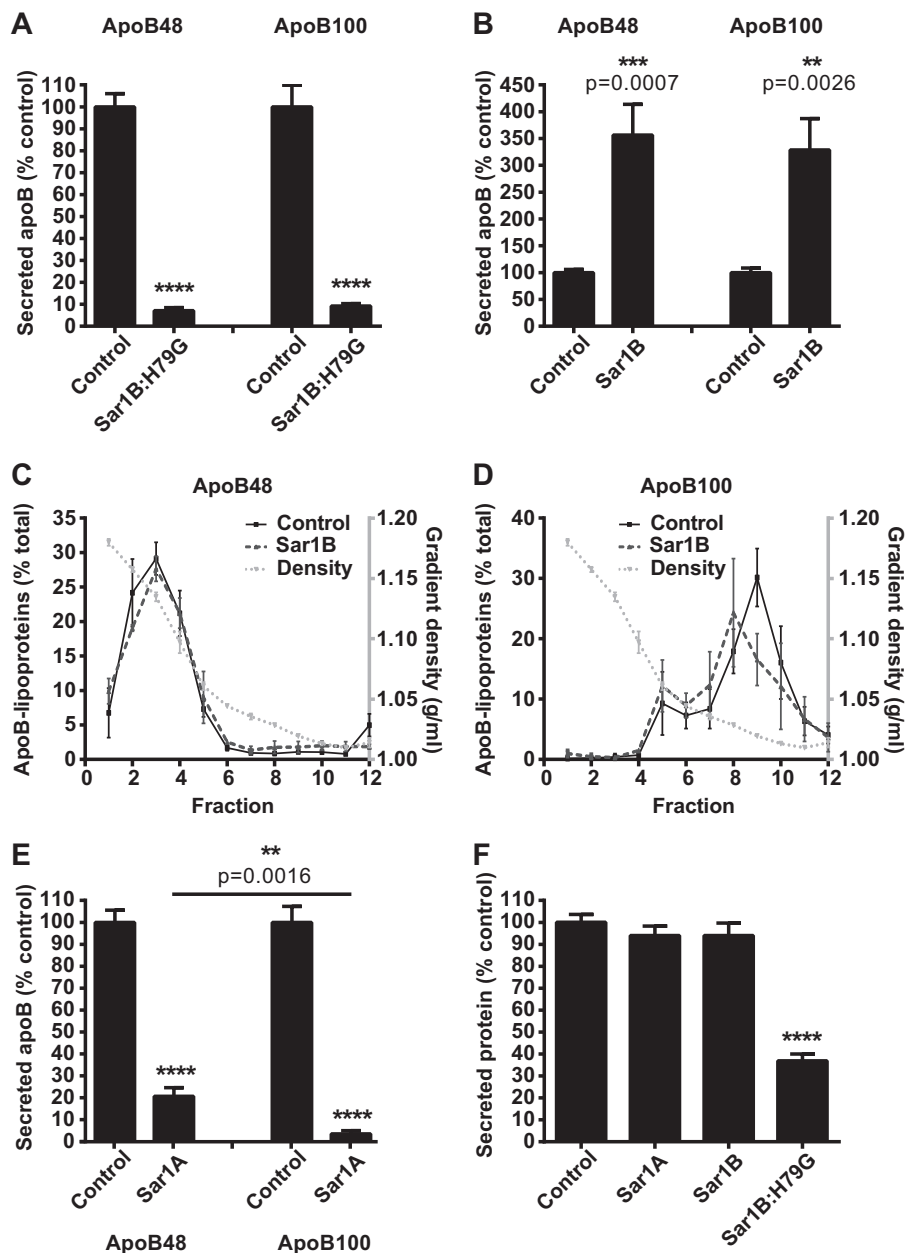 A
ApoB48
ApoB100
Secreted apoB (% control)
110
100
90
80
70
60
50
40
30
20
10
0
****
****
Control
Sar1B:H79G
Control
Sar1B:H79G
B
ApoB48
ApoB100
***
p=0.0007
**
p=0.0026
Secreted apoB (% control)
450
400
350
300
250
200
150
100
50
0
Control
Sar1B
Control
Sar1B
C
ApoB48
ApoB-lipoproteins (% total)
35
30
25
20
15
10
5
0
Control
Sar1B
Density
1.20
1.15
1.10
1.05
1.00
Gradient density (g/ml)
0 2 4 6 8 10 12
Fraction
D
ApoB100
ApoB-lipoproteins (% total)
40
30
20
10
0
Control
Sar1B
Density
1.20
1.15
1.10
1.05
1.00
Gradient density (g/ml)
0 2 4 6 8 10 12
Fraction
E
**
p=0.0016
Secreted apoB (% control)
110
100
90
80
70
60
50
40
30
20
10
0
****
****
Control
Sar1A
Control
Sar1A
ApoB48
ApoB100
F
Secreted protein (% control)
110
100
90
80
70
60
50
40
30
20
10
0
****
Control
Sar1A
Sar1B
Sar1B:H79G